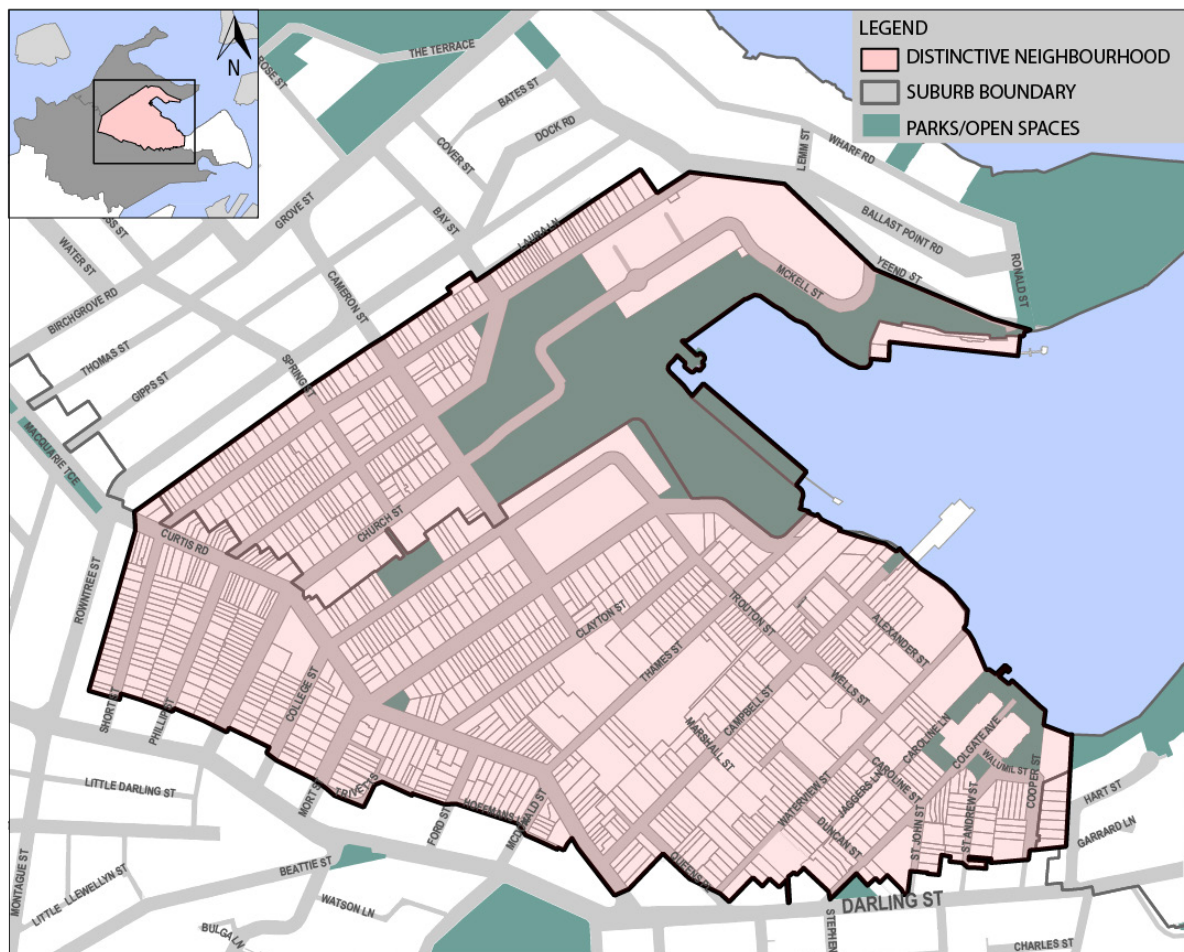 LEGEND
DISTINCTIVE NEIGHBOURHOOD
SUBURB BOUNDARY
PARKS/OPEN SPACES
N
THE TERRACE
ROSE ST
BATES ST
DOCK RD
COVER ST
GROVE ST
BAY ST
LEMM ST
WHARF RD
BALLAST POINT RD
YEEND ST
RONALD ST
WATER ST
SS ST
CAMERON ST
LAURA LN
MCKELL ST
BIRCHGROVE RD
THOMAS ST
GIPPS ST
SPRING ST
MACQUARIE TCE
CURTIS RD
CHURCH ST
ROWNTREE ST
CLAYTON ST
TROUTON ST
THAMES ST
ALEXANDER ST
WELLS ST
CAMPBELL ST
MARSHALL ST
SHORT ST
PHILLIP ST
COLLEGE ST
CAROLINE LN
COLGATE AVE
WALUMIL ST
COOPER ST
CAROLINE ST
JAGGERS LN
WATERVIEW ST
DUNCAN ST
ST JOHN ST
ST ANDREW ST
HART ST
GARRARD LN
LITTLE DARLING ST
MORT ST
FORD ST
MCDONALD ST
MONTAGUE ST
LITTLE LLEWELLYN ST
BEATTIE ST
WATSON LN
BULGA LN
DARLING ST
STEPHEN
CHARLES ST